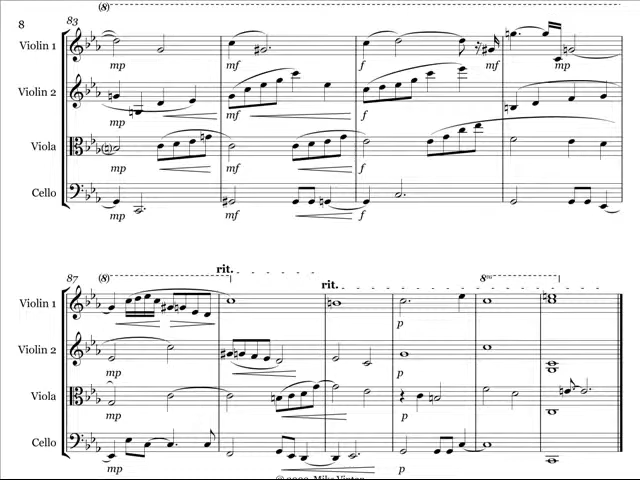 (8)
8
83
Violin 1
mp
mf
f
mf
mp
Violin 2
mp
mf
f
Viola
mp
mf
f
Cello
mp
mf
f
87
(8)
rit.
rit.
8va
Violin 1
p
Violin 2
mp
p
Viola
mp
p
Cello
mp
p